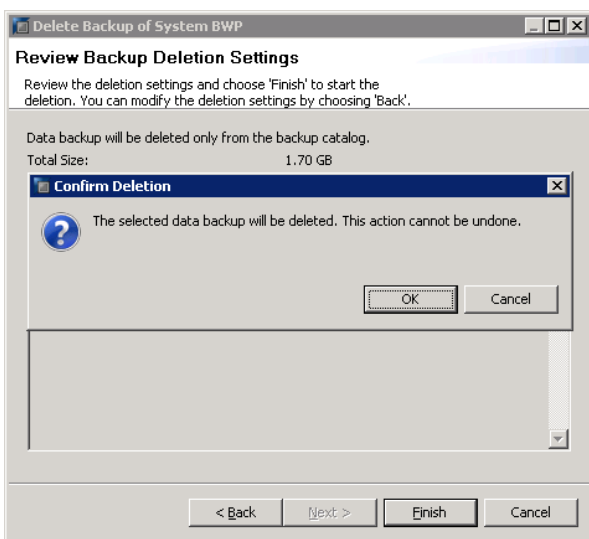 Delete Backup of System BWP
Review Backup Deletion Settings
Review the deletion settings and choose 'Finish' to start the
deletion. You can modify the deletion settings by choosing 'Back'.
Data backup will be deleted only from the backup catalog.
Total Size: 1.70 GB
Confirm Deletion
The selected data backup will be deleted. This action cannot be undone.
OK Cancel
< Back Next > Finish Cancel